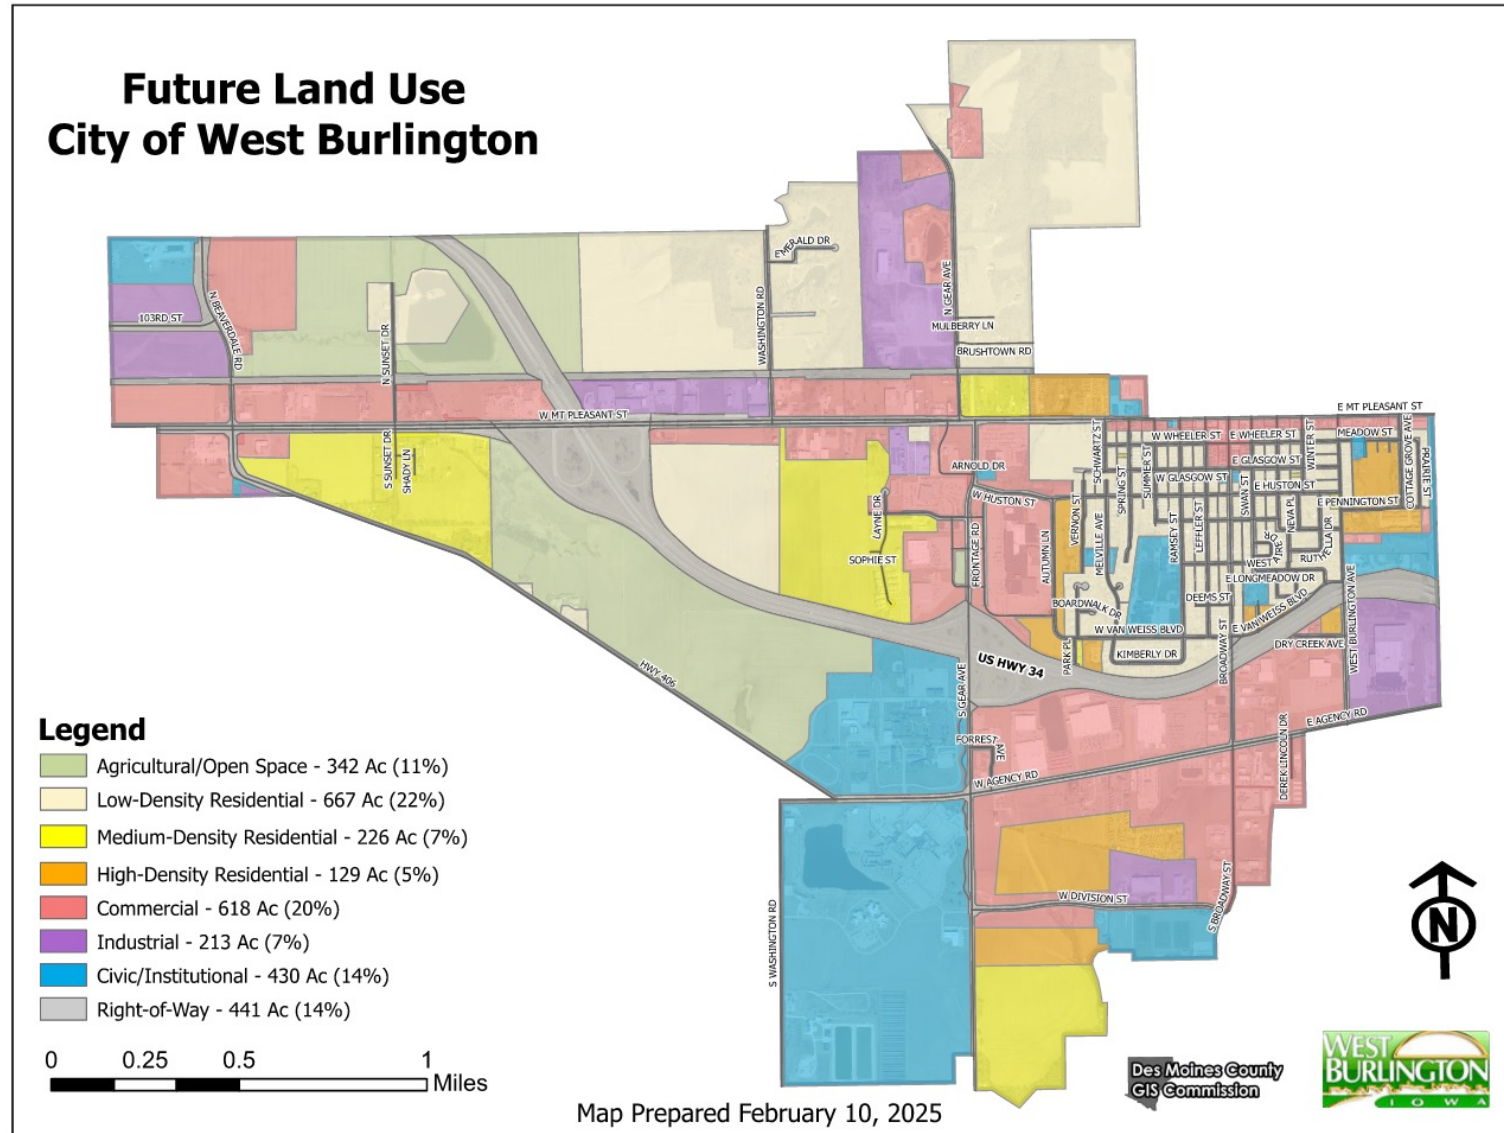 Future Land Use
City of West Burlington
EMERALD DR
WASHINGTON RD
N GEAR AVE
MULBERRY LN
BRUSHTOWN RD
103RD ST
N BEAVERDALE RD
N SUNSET DR
W MT PLEASANT ST
E MT PLEASANT ST
S SUNSET DR
SHADY LN
ARNOLD DR
W HUSTON ST
LAYNE DR
SOPHIE ST
FRONTAGE RD
AUTUMN LN
VERNON ST
SCHWARTZ ST
MELVILLE AVE
SPRING ST
SUMMER ST
W WHEELER ST
E WHEELER ST
WINTER ST
MEADOW ST
COTTAGE GROVE AVE
PRAIRIE ST
E GLASGOW ST
W GLASGOW ST
SWAN ST
E HUSTON ST
E PENNINGTON ST
RAMSEY ST
LEFFLER ST
NEVA PL
RUTHELLA DR
WEST
AIRE DR
E LONGMEADOW DR
DEEMS ST
BOARDWALK DR
W VAN WEISS BLVD
E VAN WEISS BLVD
KIMBERLY DR
PARK PL
BROADWAY ST
DRY CREEK AVE
WEST BURLINGTON AVE
US HWY 34
HWY 406
S GEAR AVE
FORREST AVE
W AGENCY RD
E AGENCY RD
DEREK LINCOLN DR
W DIVISION ST
S BROADWAY ST
S WASHINGTON RD
Legend
Agricultural/Open Space - 342 Ac (11%)
Low-Density Residential - 667 Ac (22%)
Medium-Density Residential - 226 Ac (7%)
High-Density Residential - 129 Ac (5%)
Commercial - 618 Ac (20%)
Industrial - 213 Ac (7%)
Civic/Institutional - 430 Ac (14%)
Right-of-Way - 441 Ac (14%)
0 0.25 0.5 1
Miles
N
Des Moines County
GIS Commission
WEST
BURLINGTON
IOWA
Map Prepared February 10, 2025